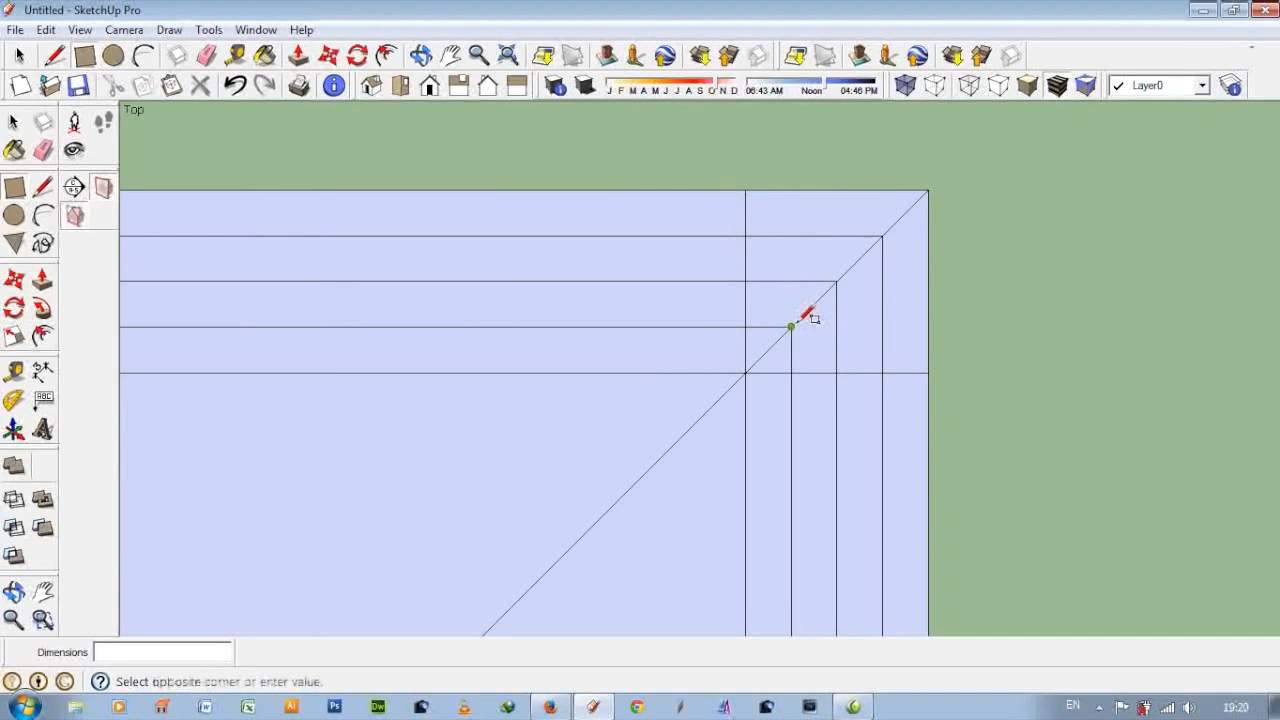 Untitled - SketchUp Pro
File Edit View Camera Draw Tools Window Help
J F M A M J J A S O N D
06:43 AM Noon 04:46 PM
Layer0
Top
ABC
Dimensions
Select opposite corner or enter value.
EN
19:20